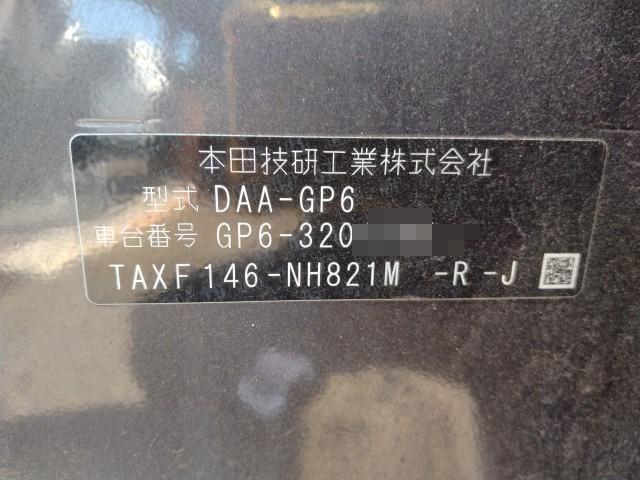 本田技研工業株式会社
型式 DAA-GP6
車台番号 GP6-320
TAXF146-NH821M -R-J